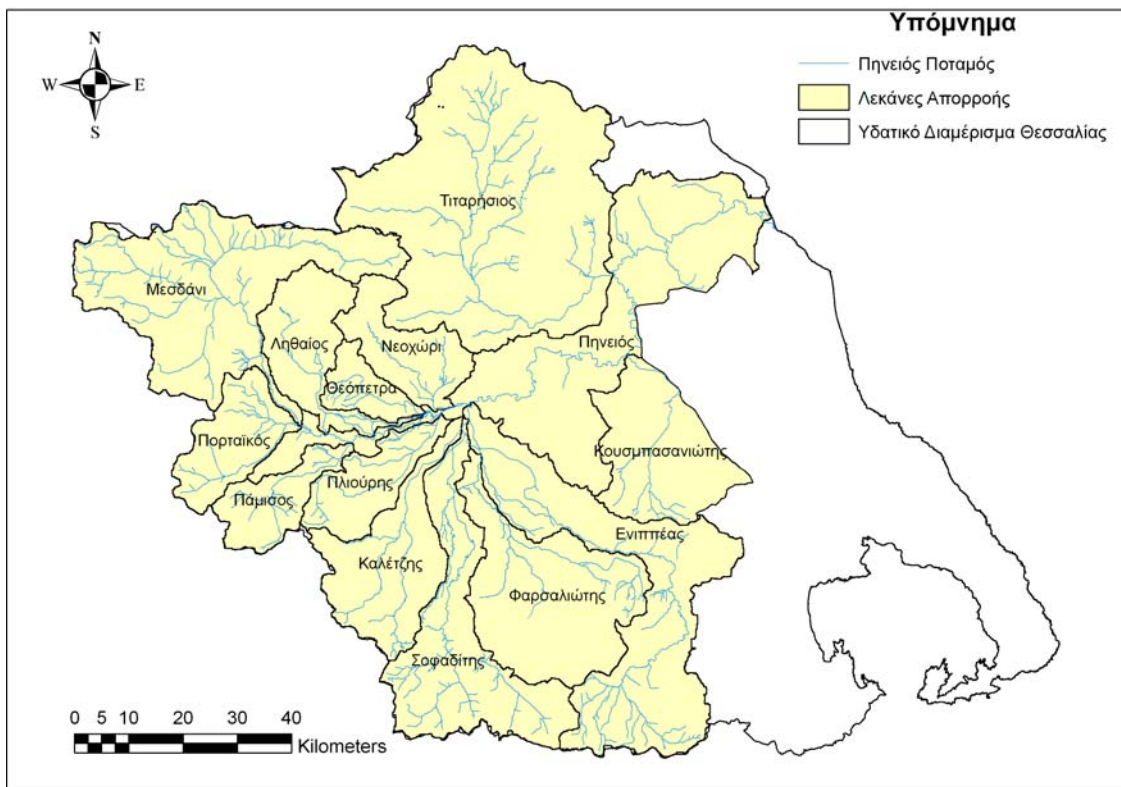 Υπόμνημα
Πηνειός Ποταμός
Λεκάνες Απορροής
Υδατικό Διαμέρισμα Θεσσαλίας
N
W E
S
Τιταρήσιος
Μεσδάνι
Ληθαίος
Νεοχώρι
Πηνειός
Θεόπετρα
Πορταϊκός
Κουσμπασανιώτης
Πλιούρης
Πάμισος
Ενιππέας
Καλέτζης
Φαρσαλιώτης
Σοφαδίτης
0 5 10 20 30 40
Kilometers